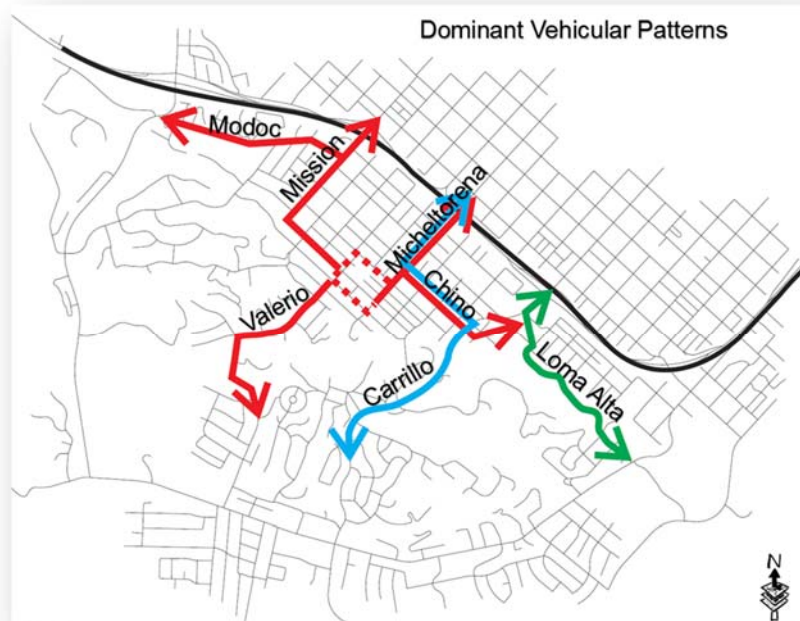 Dominant Vehicular Patterns
Modoc
Mission
Micheltorena
Chino
Valerio
Carrillo
Loma Alta
N